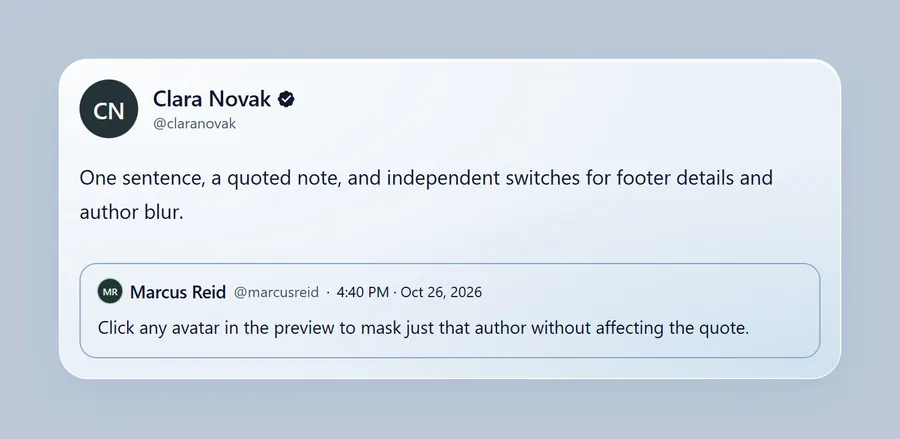 CN
Clara Novak
@claranovak
One sentence, a quoted note, and independent switches for footer details and
author blur.
MR Marcus Reid @marcusreid · 4:40 PM · Oct 26, 2026
Click any avatar in the preview to mask just that author without affecting the quote.